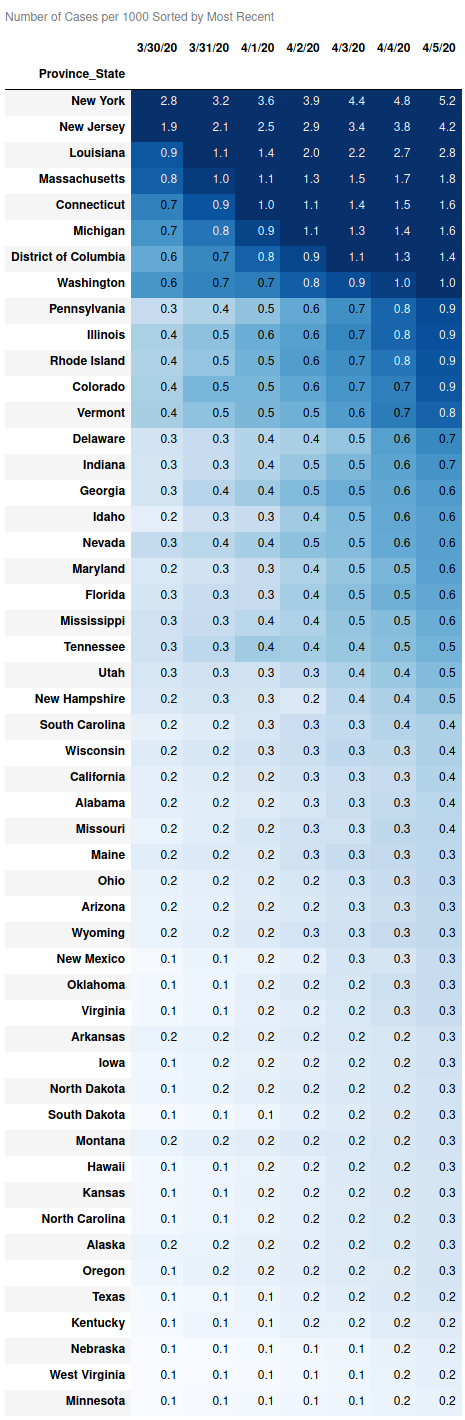 Number of Cases per 1000 Sorted by Most Recent
3/30/20 3/31/20 4/1/20 4/2/20 4/3/20 4/4/20 4/5/20
Province_State
New York 2.8 3.2 3.6 3.9 4.4 4.8 5.2
New Jersey 1.9 2.1 2.5 2.9 3.4 3.8 4.2
Louisiana 0.9 1.1 1.4 2.0 2.2 2.7 2.8
Massachusetts 0.8 1.0 1.1 1.3 1.5 1.7 1.8
Connecticut 0.7 0.9 1.0 1.1 1.4 1.5 1.6
Michigan 0.7 0.8 0.9 1.1 1.3 1.4 1.6
District of Columbia 0.6 0.7 0.8 0.9 1.1 1.3 1.4
Washington 0.6 0.7 0.7 0.8 0.9 1.0 1.0
Pennsylvania 0.3 0.4 0.5 0.6 0.7 0.8 0.9
Illinois 0.4 0.5 0.6 0.6 0.7 0.8 0.9
Rhode Island 0.4 0.5 0.5 0.6 0.7 0.8 0.9
Colorado 0.4 0.5 0.5 0.6 0.7 0.7 0.9
Vermont 0.4 0.5 0.5 0.5 0.6 0.7 0.8
Delaware 0.3 0.3 0.4 0.4 0.5 0.6 0.7
Indiana 0.3 0.3 0.4 0.5 0.5 0.6 0.7
Georgia 0.3 0.4 0.4 0.5 0.5 0.6 0.6
Idaho 0.2 0.3 0.3 0.4 0.5 0.6 0.6
Nevada 0.3 0.4 0.4 0.5 0.5 0.6 0.6
Maryland 0.2 0.3 0.3 0.4 0.5 0.5 0.6
Florida 0.3 0.3 0.3 0.4 0.5 0.5 0.6
Mississippi 0.3 0.3 0.4 0.4 0.5 0.5 0.6
Tennessee 0.3 0.3 0.4 0.4 0.4 0.5 0.5
Utah 0.3 0.3 0.3 0.3 0.4 0.4 0.5
New Hampshire 0.2 0.3 0.3 0.2 0.4 0.4 0.5
South Carolina 0.2 0.2 0.3 0.3 0.3 0.4 0.4
Wisconsin 0.2 0.2 0.3 0.3 0.3 0.3 0.4
California 0.2 0.2 0.2 0.3 0.3 0.3 0.4
Alabama 0.2 0.2 0.2 0.3 0.3 0.3 0.4
Missouri 0.2 0.2 0.2 0.3 0.3 0.4 0.4
Maine 0.2 0.2 0.2 0.3 0.3 0.3 0.3
Ohio 0.2 0.2 0.2 0.2 0.3 0.3 0.3
Arizona 0.2 0.2 0.2 0.2 0.3 0.3 0.3
Wyoming 0.2 0.2 0.2 0.3 0.3 0.3 0.3
New Mexico 0.1 0.1 0.2 0.2 0.3 0.3 0.3
Oklahoma 0.1 0.1 0.2 0.2 0.2 0.3 0.3
Virginia 0.1 0.1 0.2 0.2 0.2 0.3 0.3
Arkansas 0.2 0.2 0.2 0.2 0.2 0.2 0.3
Iowa 0.1 0.2 0.2 0.2 0.2 0.2 0.3
North Dakota 0.1 0.2 0.2 0.2 0.2 0.2 0.3
South Dakota 0.1 0.1 0.1 0.2 0.2 0.2 0.3
Montana 0.2 0.2 0.2 0.2 0.2 0.2 0.3
Hawaii 0.1 0.1 0.2 0.2 0.2 0.2 0.3
Kansas 0.1 0.1 0.2 0.2 0.2 0.2 0.3
North Carolina 0.1 0.1 0.2 0.2 0.2 0.2 0.3
Alaska 0.2 0.2 0.2 0.2 0.2 0.2 0.3
Oregon 0.1 0.2 0.2 0.2 0.2 0.2 0.3
Texas 0.1 0.1 0.1 0.2 0.2 0.2 0.2
Kentucky 0.1 0.1 0.1 0.2 0.2 0.2 0.2
Nebraska 0.1 0.1 0.1 0.1 0.1 0.2 0.2
West Virginia 0.1 0.1 0.1 0.1 0.1 0.2 0.2
Minnesota 0.1 0.1 0.1 0.1 0.1 0.2 0.2